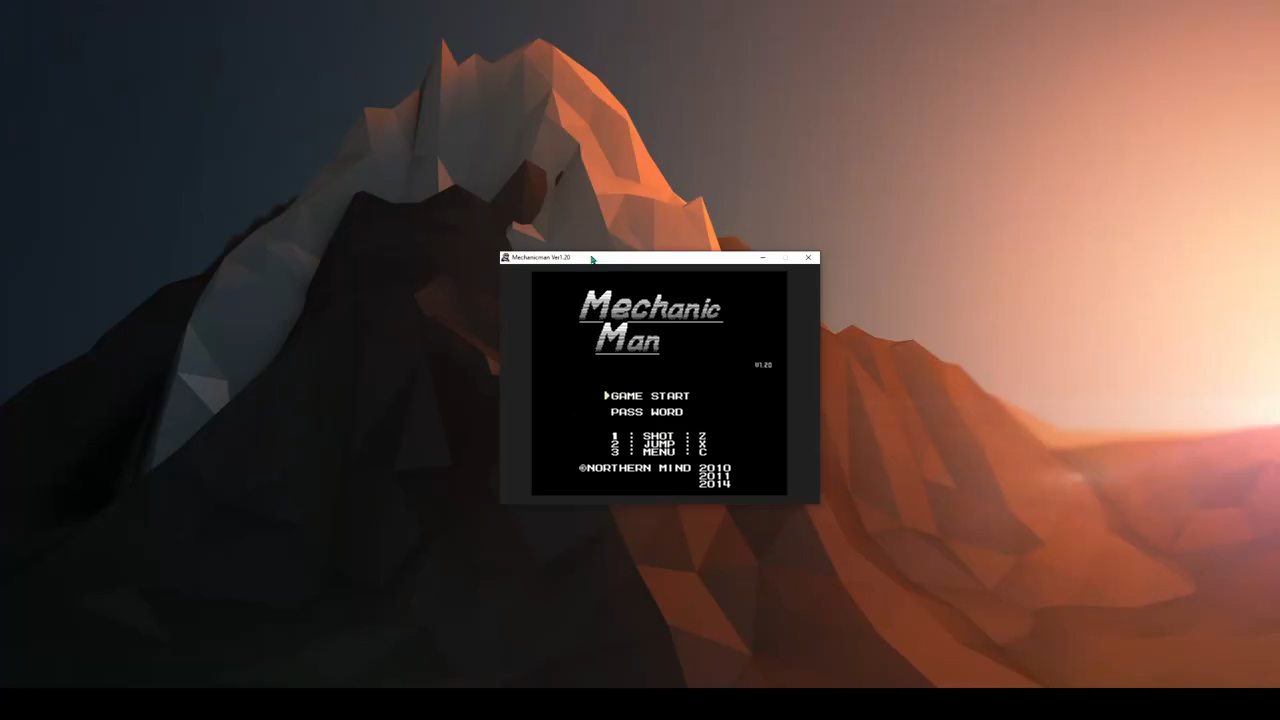 Mechanicman Ver1.20
Mechanic
Man
V1.20
GAME START
PASS WORD
1 : SHOT : Z
2 : JUMP : X
3 : MENU : C
©NORTHERN MIND 2010
2011
2014